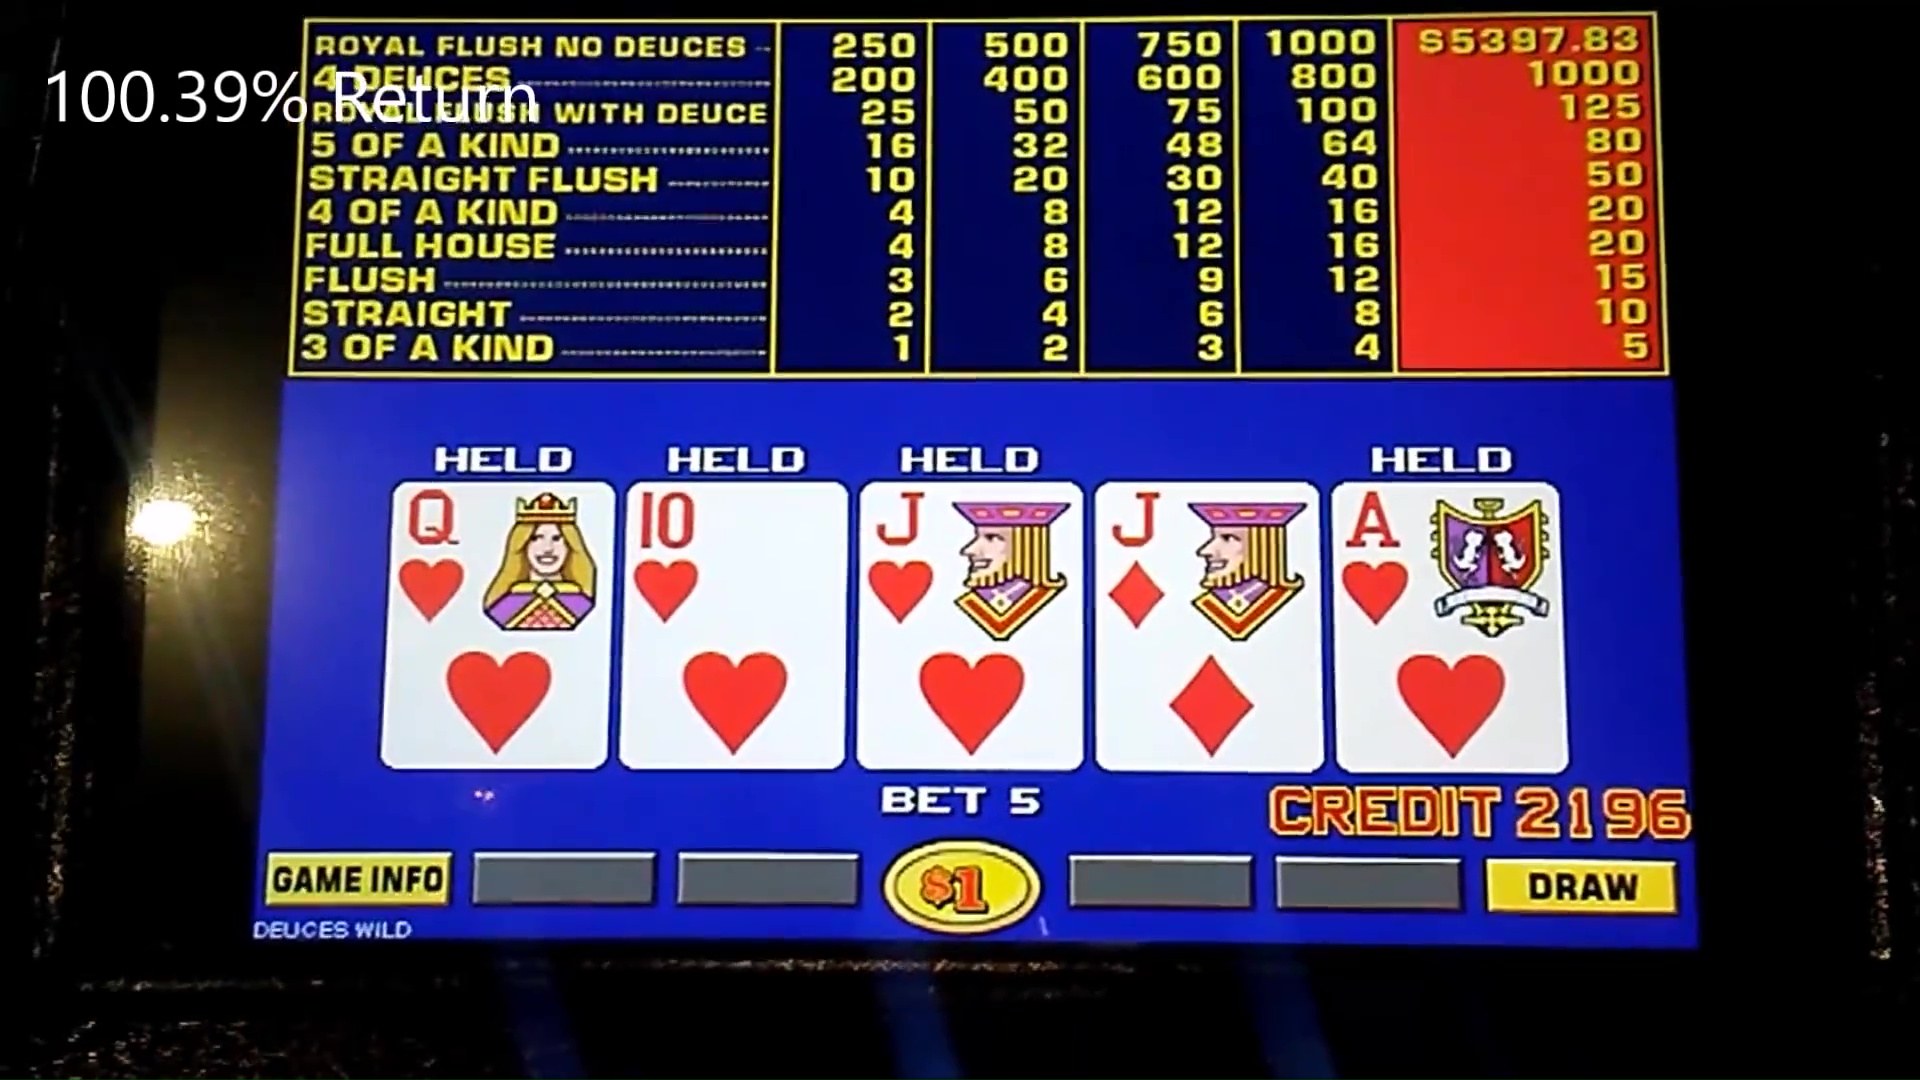 100.39% Return
ROYAL FLUSH NO DEUCES 250 500 750 1000 $5397.83
4 DEUCES 200 400 600 800 1000
ROYAL FLUSH WITH DEUCE 25 50 75 100 125
5 OF A KIND 16 32 48 64 80
STRAIGHT FLUSH 10 20 30 40 50
4 OF A KIND 4 8 12 16 20
FULL HOUSE 4 8 12 16 20
FLUSH 3 6 9 12 15
STRAIGHT 2 4 6 8 10
3 OF A KIND 1 2 3 4 5
HELD HELD HELD HELD
Q 10 J J A
BET 5 CREDIT 2196
GAME INFO $1 DRAW
DEUCES WILD